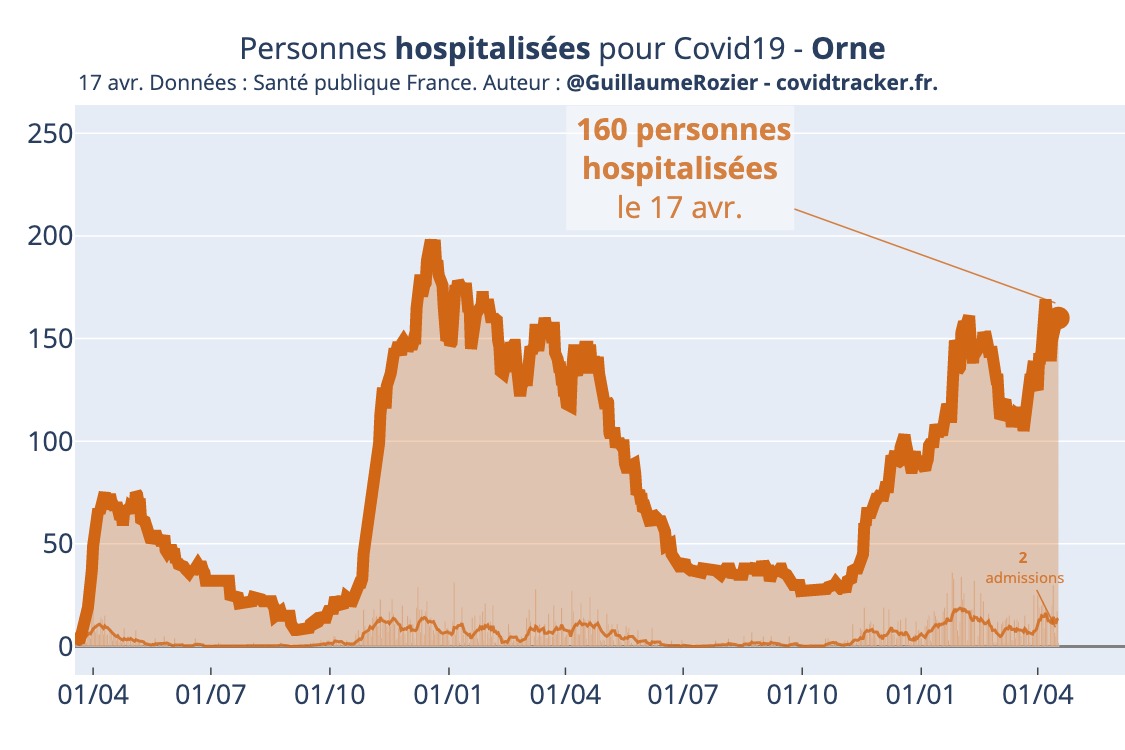 Personnes hospitalisées pour Covid19 - Orne
17 avr. Données : Santé publique France. Auteur : @GuillaumeRozier - covidtracker.fr.
250
160 personnes
hospitalisées
le 17 avr.
200
150
100
50
2
admissions
0
01/04 01/07 01/10 01/01 01/04 01/07 01/10 01/01 01/04